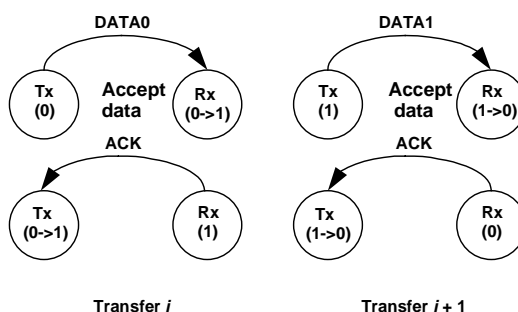 DATA0
Tx
(0)
Accept
data
Rx
(0->1)
ACK
Tx
(0->1)
Rx
(1)
Transfer i
DATA1
Tx
(1)
Accept
data
Rx
(1->0)
ACK
Tx
(1->0)
Rx
(0)
Transfer i + 1